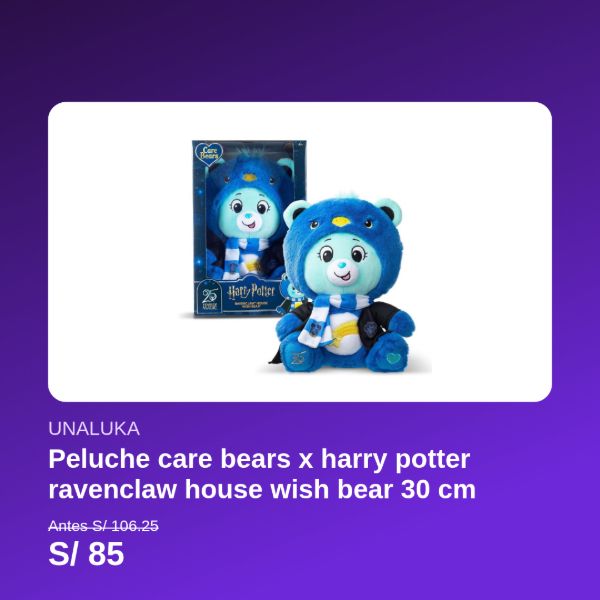 Care
Bears
Harry Potter
25
UNALUKA
Peluche care bears x harry potter
ravenclaw house wish bear 30 cm
Antes S/ 106.25
S/ 85